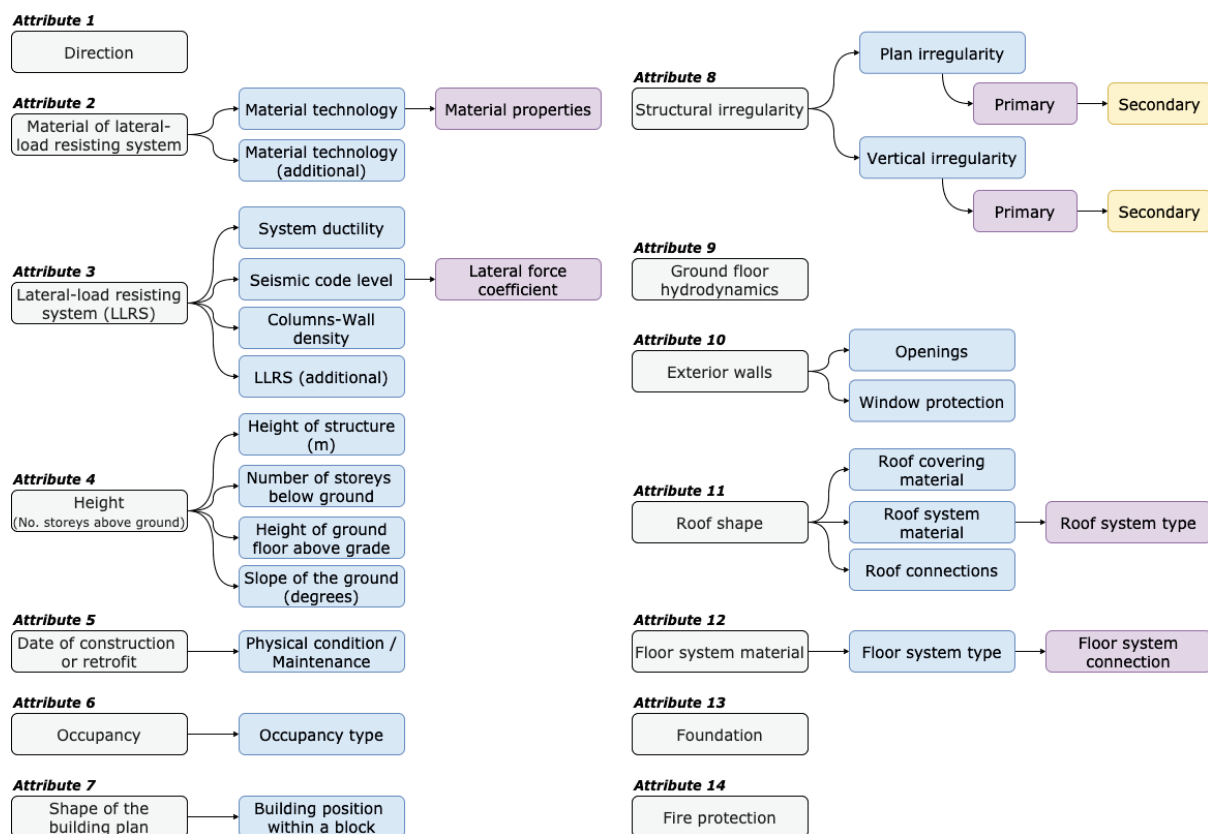 Attribute 1
Direction
Attribute 2
Material of lateral-
load resisting system
Material technology
Material properties
Material technology
(additional)
Attribute 3
Lateral-load resisting
system (LLRS)
System ductility
Seismic code level
Lateral force
coefficient
Columns-Wall
density
LLRS (additional)
Attribute 4
Height
(No. storeys above ground)
Height of structure
(m)
Number of storeys
below ground
Height of ground
floor above grade
Slope of the ground
(degrees)
Attribute 5
Date of construction
or retrofit
Physical condition /
Maintenance
Attribute 6
Occupancy
Occupancy type
Attribute 7
Shape of the
building plan
Building position
within a block
Attribute 8
Structural irregularity
Plan irregularity
Primary
Secondary
Vertical irregularity
Primary
Secondary
Attribute 9
Ground floor
hydrodynamics
Attribute 10
Exterior walls
Openings
Window protection
Attribute 11
Roof shape
Roof covering
material
Roof system
material
Roof system type
Roof connections
Attribute 12
Floor system material
Floor system type
Floor system
connection
Attribute 13
Foundation
Attribute 14
Fire protection